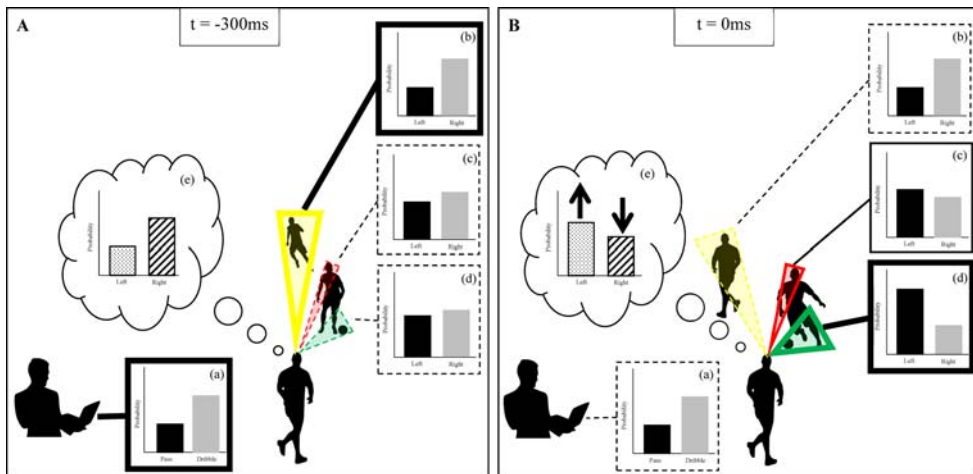 A
t = -300ms
(b)
Probability
Left Right
(c)
Probability
Left Right
(d)
Probability
Left Right
(e)
Probability
Left Right
(a)
Probability
Pass Dribble
B
t = 0ms
(b)
Probability
Left Right
(c)
Probability
Left Right
(d)
Probability
Left Right
(e)
Probability
Left Right
(a)
Probability
Pass Dribble